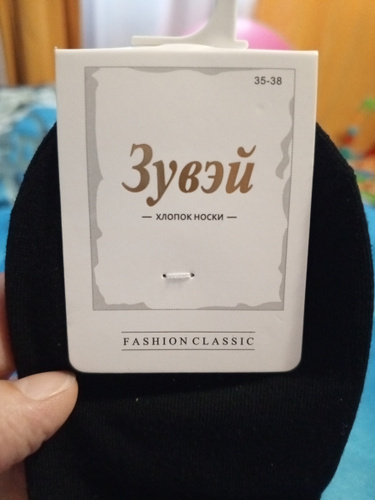 35-38
Зувэй
— ХЛОПОК НОСКИ —
FASHION CLASSIC